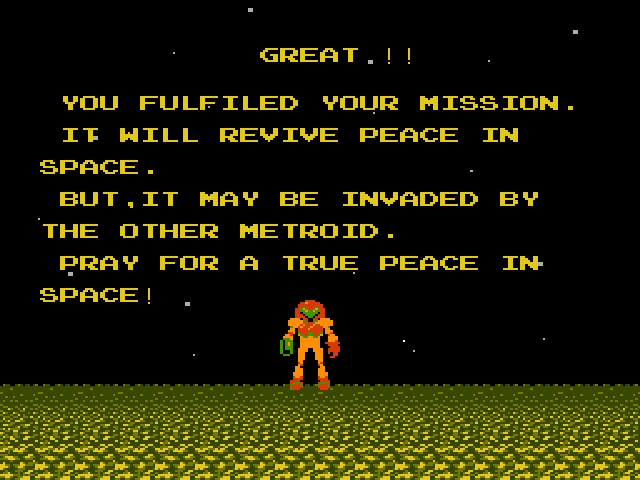 GREAT !!
YOU FULFILED YOUR MISSION.
IT WILL REVIVE PEACE IN
SPACE.
BUT,IT MAY BE INVADED BY
THE OTHER METROID.
PRAY FOR A TRUE PEACE IN
SPACE!